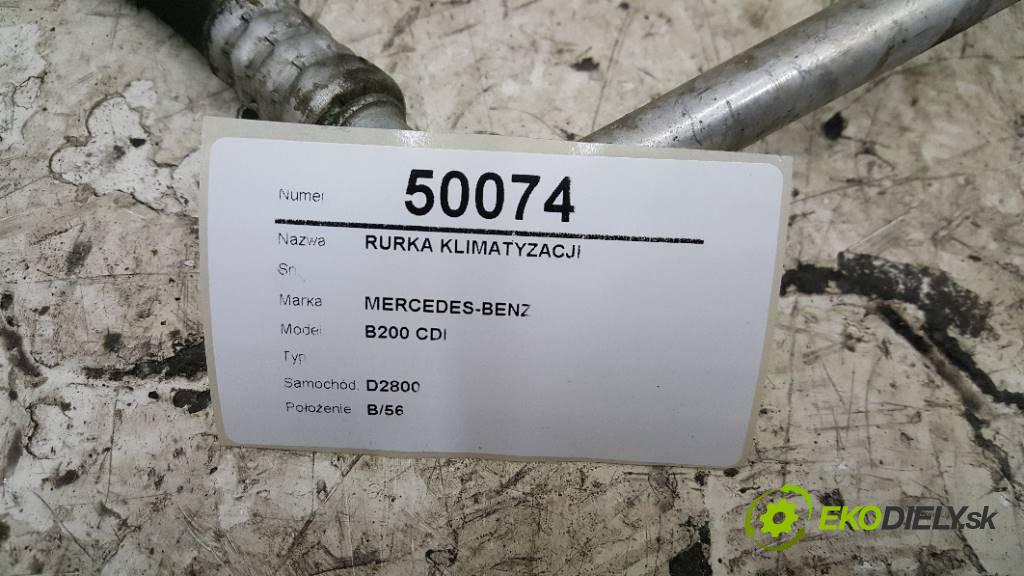 Numer 50074
Nazwa RURKA KLIMATYZACJI
Sn.
Marka MERCEDES-BENZ
Model B200 CDI
Typ
Samochód. D2800
Położenie B/56
EKODIELY.sk